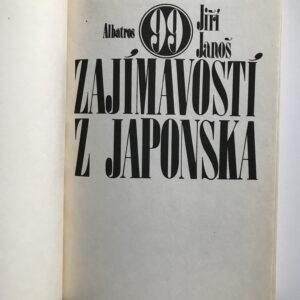 Albatros 99 Jiří
Janoš
ZAJÍMAVOSTÍ
Z JAPONSKA